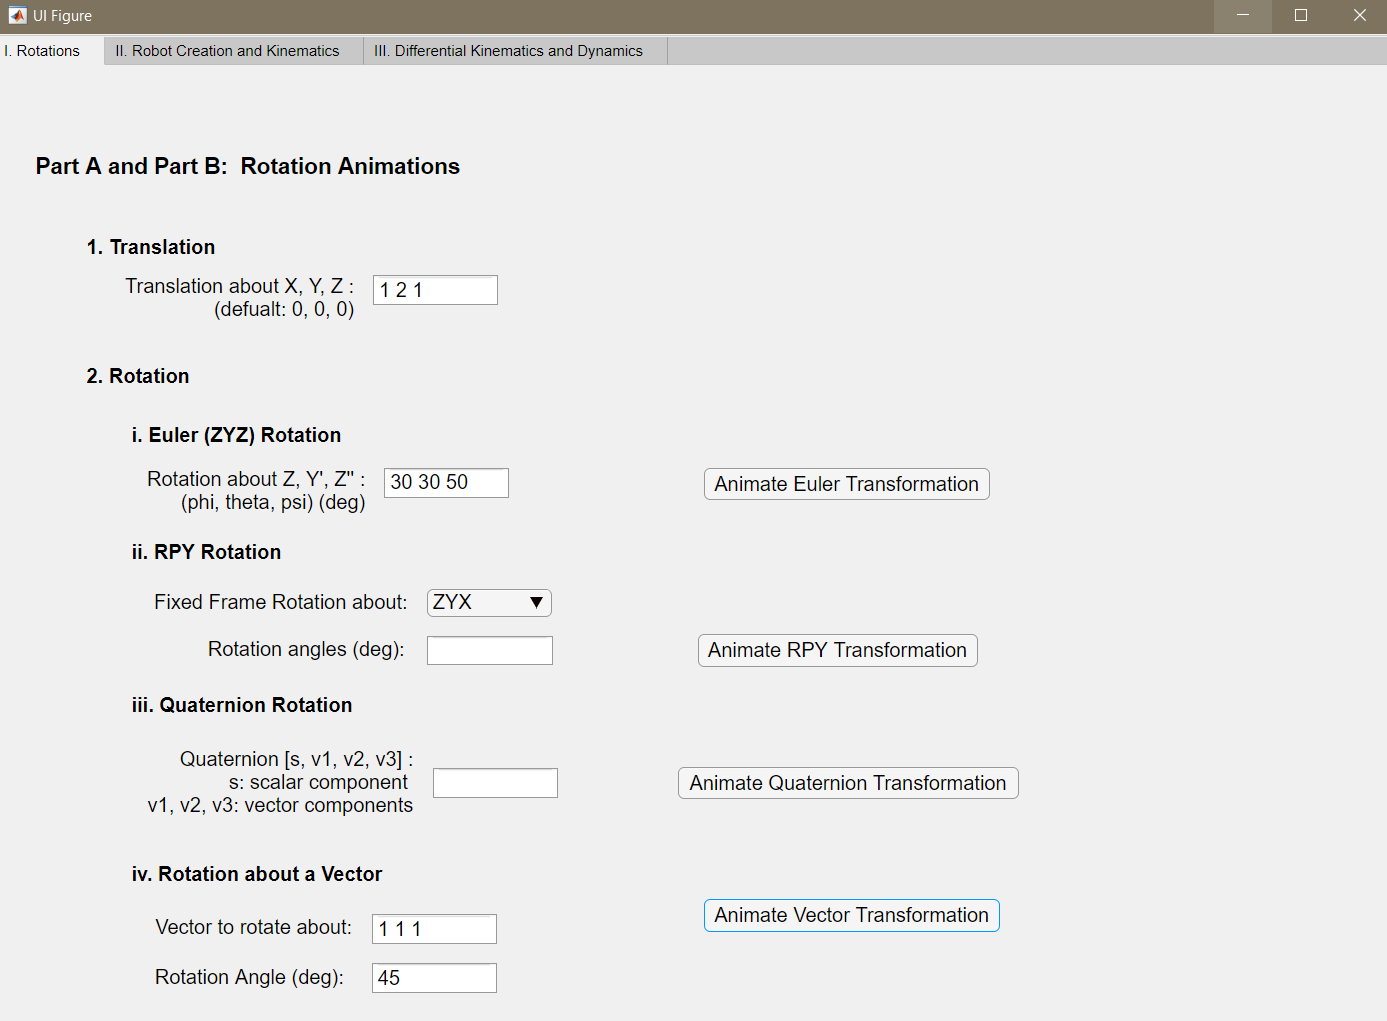 UI Figure
I. Rotations
II. Robot Creation and Kinematics
III. Differential Kinematics and Dynamics
Part A and Part B:  Rotation Animations
1. Translation
Translation about X, Y, Z :
(defualt: 0, 0, 0)
1 2 1
2. Rotation
i. Euler (ZYZ) Rotation
Rotation about Z, Y', Z'' :
(phi, theta, psi) (deg)
30 30 50
Animate Euler Transformation
ii. RPY Rotation
Fixed Frame Rotation about:
ZYX
Rotation angles (deg):
Animate RPY Transformation
iii. Quaternion Rotation
Quaternion [s, v1, v2, v3] :
s: scalar component
v1, v2, v3: vector components
Animate Quaternion Transformation
iv. Rotation about a Vector
Vector to rotate about:
1 1 1
Animate Vector Transformation
Rotation Angle (deg):
45